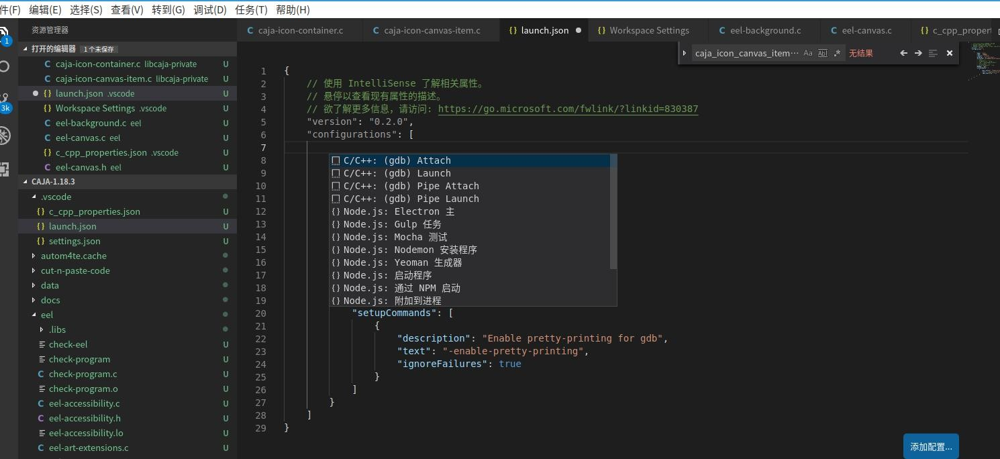 件(F) 编辑(E) 选择(S) 查看(V) 转到(G) 调试(D) 任务(T) 帮助(H)
资源管理器
caja-icon-container.c caja-icon-canvas-item.c {} launch.json {} Workspace Settings eel-background.c eel-canvas.c {} c_cpp_propert
caja_icon_canvas_item… Aa Abl .* 无结果
1
3k
打开的编辑器 1 个未保存
C caja-icon-container.c libcaja-private U
C caja-icon-canvas-item.c libcaja-private U
{} launch.json .vscode U
{} Workspace Settings .vscode U
C eel-background.c eel U
C eel-canvas.c eel U
{} c_cpp_properties.json .vscode U
C eel-canvas.h eel U
CAJA-1.18.3
.vscode
{} c_cpp_properties.json U
{} launch.json U
{} settings.json U
autom4te.cache
cut-n-paste-code
data
docs
eel
.libs
check-eel U
check-program U
C check-program.c U
check-program.o U
C eel-accessibility.c U
C eel-accessibility.h U
eel-accessibility.lo U
C eel-art-extensions.c U
1 {
2 // 使用 IntelliSense 了解相关属性。
3 // 悬停以查看现有属性的描述。
4 // 欲了解更多信息，请访问: https://go.microsoft.com/fwlink/?linkid=830387
5 "version": "0.2.0",
6 "configurations": [
7
8 C/C++: (gdb) Attach
9 C/C++: (gdb) Launch
10 C/C++: (gdb) Pipe Attach
11 C/C++: (gdb) Pipe Launch
12 {} Node.js: Electron 主
13 {} Node.js: Gulp 任务
14 {} Node.js: Mocha 测试
15 {} Node.js: Nodemon 安装程序
16 {} Node.js: Yeoman 生成器
17 {} Node.js: 启动程序
18 {} Node.js: 通过 NPM 启动
19 {} Node.js: 附加到进程
20 "setupCommands": [
21 {
22 "description": "Enable pretty-printing for gdb",
23 "text": "-enable-pretty-printing",
24 "ignoreFailures": true
25 }
26 ]
27 }
28 ]
29 }
添加配置...